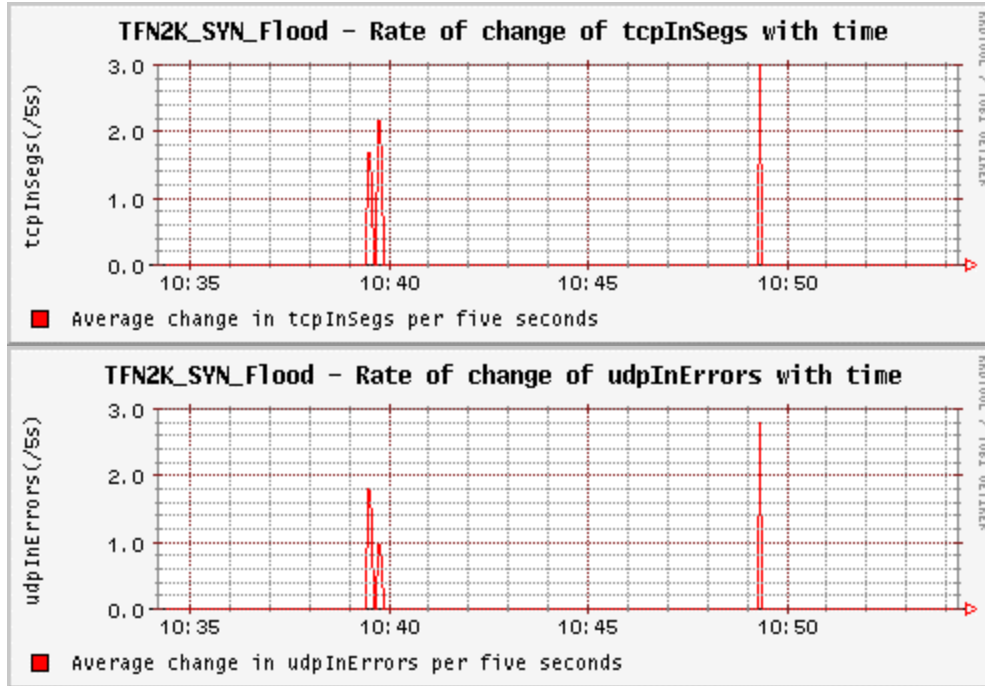 TFN2K_SYN_Flood - Rate of change of tcpInSegs with time
tcpInSegs(/5s)
3.0
2.0
1.0
0.0
10:35 10:40 10:45 10:50
Average change in tcpInSegs per five seconds
TFN2K_SYN_Flood - Rate of change of udpInErrors with time
udpInErrors(/5s)
3.0
2.0
1.0
0.0
10:35 10:40 10:45 10:50
Average change in udpInErrors per five seconds